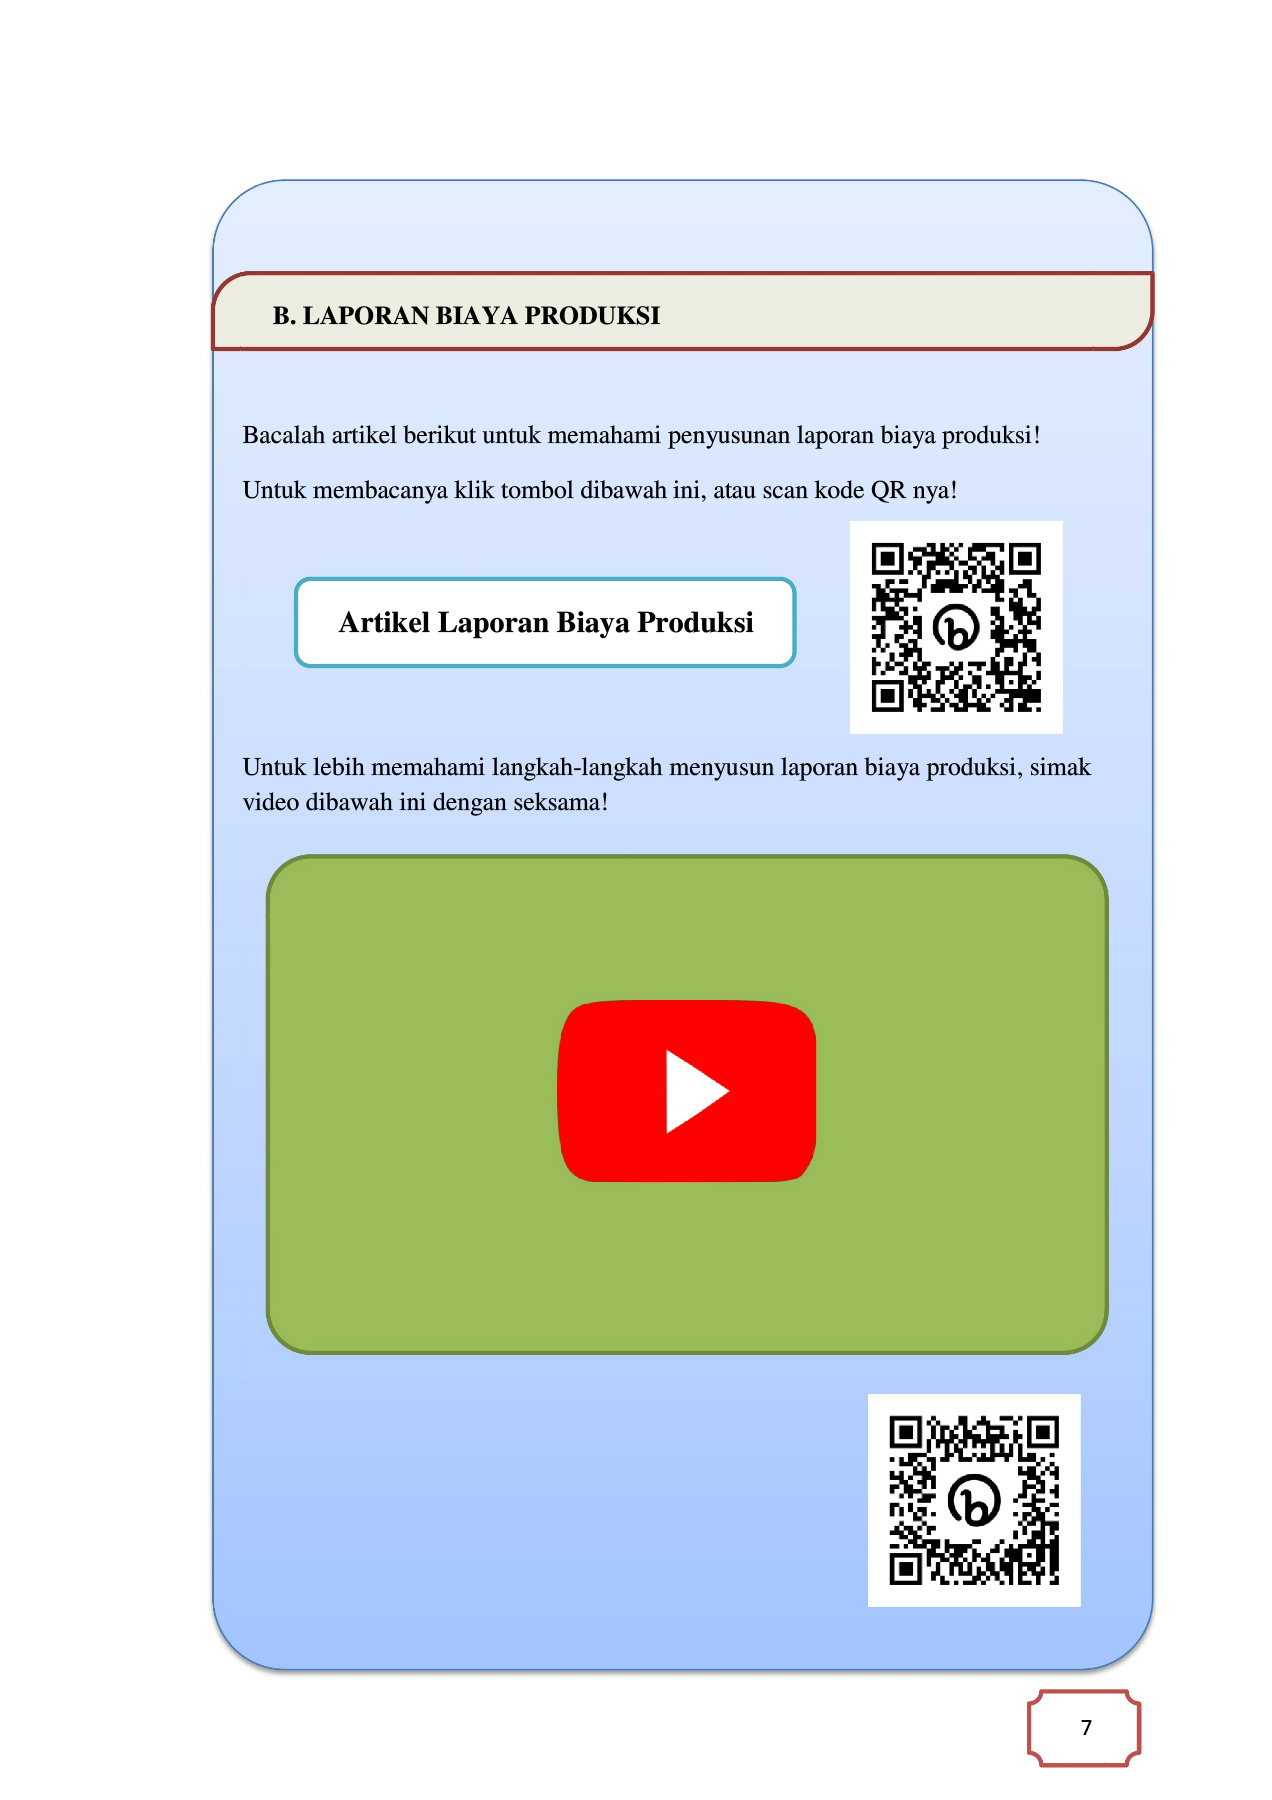 B. LAPORAN BIAYA PRODUKSI
Bacalah artikel berikut untuk memahami penyusunan laporan biaya produksi!
Untuk membacanya klik tombol dibawah ini, atau scan kode QR nya!
Artikel Laporan Biaya Produksi
Untuk lebih memahami langkah-langkah menyusun laporan biaya produksi, simak
video dibawah ini dengan seksama!
7